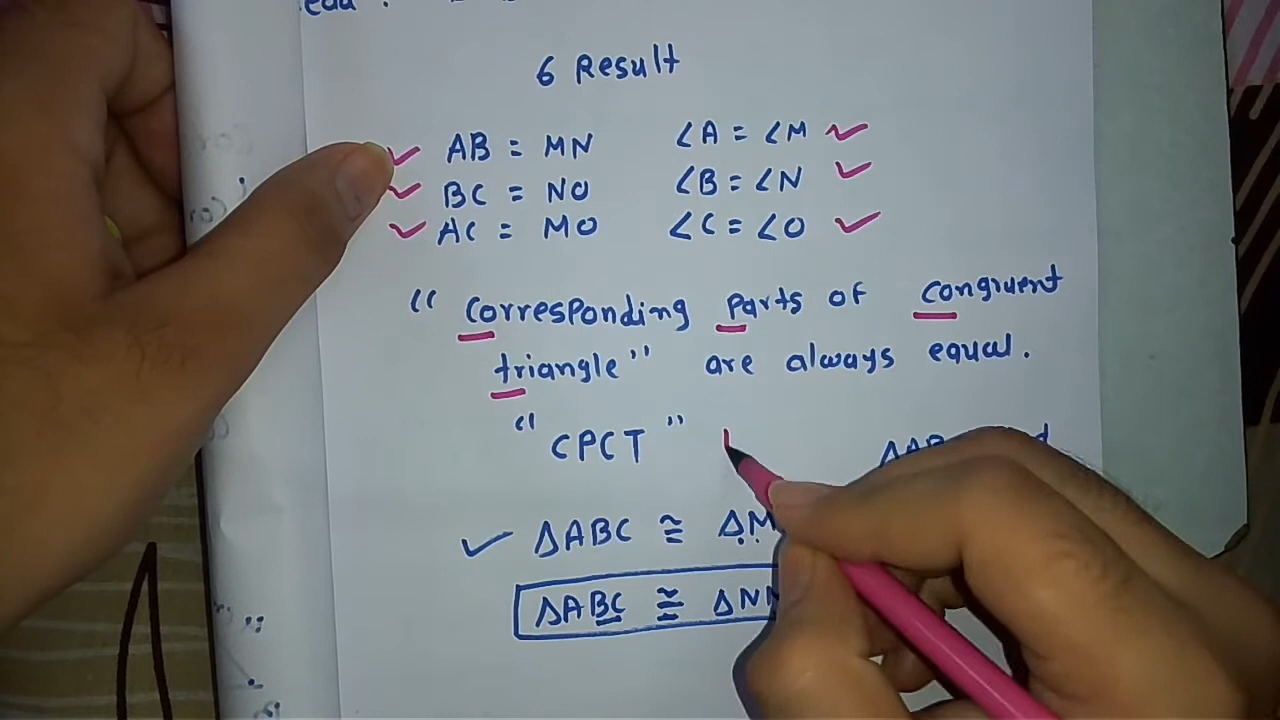 6 Result
AB = MN ∠A = ∠M
BC = NO ∠B = ∠N
AC = MO ∠C = ∠O
"Corresponding parts of congruent
triangle" are always equal.
"CPCT"
ΔABC ≅ ΔM
ΔABC ≅ ΔN